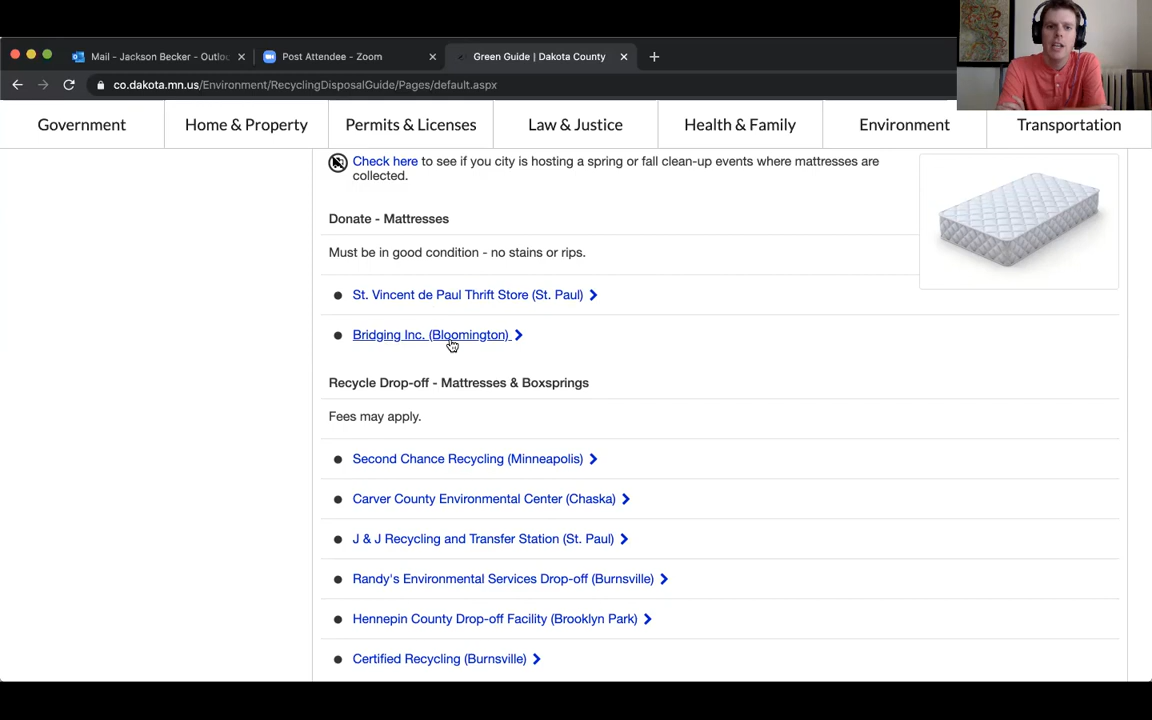 Mail - Jackson Becker - Outloo
Post Attendee - Zoom
Green Guide | Dakota County
co.dakota.mn.us/Environment/RecyclingDisposalGuide/Pages/default.aspx
Government
Home & Property
Permits & Licenses
Law & Justice
Health & Family
Environment
Transportation
Check here to see if you city is hosting a spring or fall clean-up events where mattresses are
collected.
Donate - Mattresses
Must be in good condition - no stains or rips.
St. Vincent de Paul Thrift Store (St. Paul)
Bridging Inc. (Bloomington)
Recycle Drop-off - Mattresses & Boxsprings
Fees may apply.
Second Chance Recycling (Minneapolis)
Carver County Environmental Center (Chaska)
J & J Recycling and Transfer Station (St. Paul)
Randy's Environmental Services Drop-off (Burnsville)
Hennepin County Drop-off Facility (Brooklyn Park)
Certified Recycling (Burnsville)